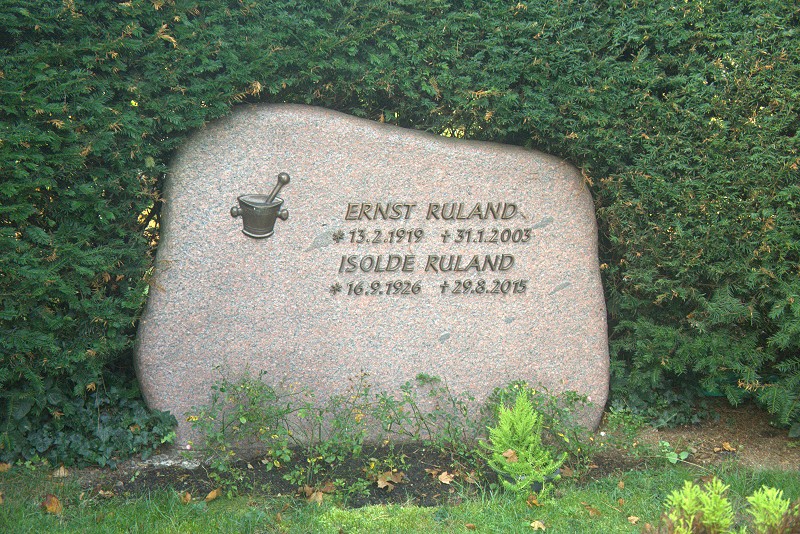 ERNST RULAND
* 13.2.1919 † 31.1.2003
ISOLDE RULAND
* 16.9.1926 † 29.8.2015